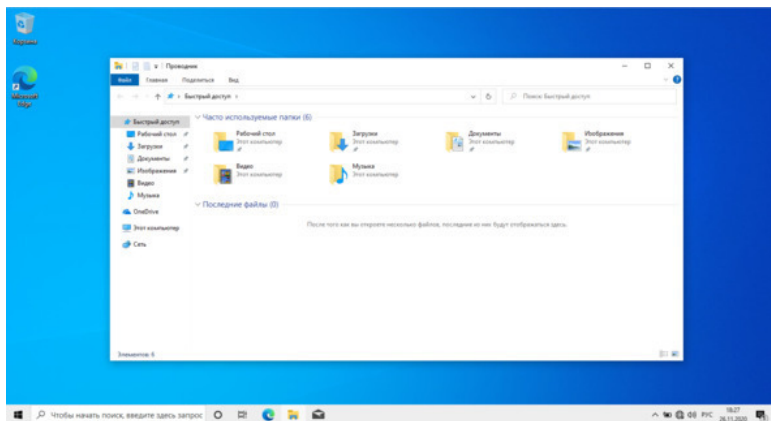 Корзина
Microsoft Edge
Проводник
Файл Главная Поделиться Вид
Быстрый доступ
Поиск: Быстрый доступ
Быстрый доступ
Рабочий стол
Загрузки
Документы
Изображения
Видео
Музыка
OneDrive
Этот компьютер
Сеть
Часто используемые папки (6)
Рабочий стол
Этот компьютер
Загрузки
Этот компьютер
Документы
Этот компьютер
Изображения
Этот компьютер
Видео
Этот компьютер
Музыка
Этот компьютер
Последние файлы (0)
После того как вы откроете несколько файлов, последние из них будут отображаться здесь.
Элементов: 6
Чтобы начать поиск, введите здесь запрос
РУС
18:27
26.11.2020